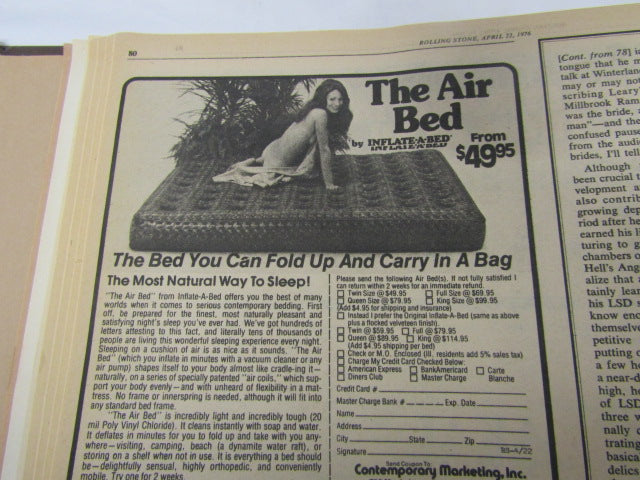 80
ROLLING STONE, APRIL 22, 1976
The Air
Bed
by INFLATE-A-BED
From
$49.95
The Bed You Can Fold Up And Carry In A Bag
The Most Natural Way To Sleep!
"The Air Bed" from Inflate-A-Bed offers you the best of many
worlds when it comes to serious contemporary bedding. First
off, be prepared for the finest, most naturally pleasant and
satisfying night's sleep you've ever had. We've got hundreds of
letters attesting to this fact, and literally tens of thousands of
people are living this wonderful sleeping experience every night.
Sleeping on a cushion of air is as nice as it sounds. "The Air
Bed" (which you inflate in minutes with a vacuum cleaner or any
air pump) shapes itself to your body almost like cradle-ing it—
naturally, on a series of specially patented "air coils," which sup-
port your body evenly—and with unheard of flexibility in a mat-
tress. No frame or innerspring is needed, although it will fit into
any standard bed frame.
"The Air Bed" is incredibly light and incredibly tough (20
mil Poly Vinyl Chloride). It cleans instantly with soap and water.
It deflates in minutes for you to fold up and take with you any-
where—visiting, camping, beach (a dynamite water raft), or
storing on a shelf when not in use. It is everything a bed should
be—delightfully sensual, highly orthopedic, and conveniently
mobile. Try one for 2 weeks.
Please send the following Air Bed(s). If not fully satisfied I
can return within 2 weeks for an immediate refund.
Twin Size @ $49.95 Full Size @ $69.95
Queen Size @ $79.95 King Size @ $99.95
(Add $4.95 for shipping and insurance)
Instead I prefer the Original Inflate-A-Bed (same as above
plus a flocked velveteen finish).
Twin @ $59.95 Full @ $79.95
Queen @ $89.95 King @ $114.95
(Add $4.95 shipping per bed)
Check or M.O. Enclosed (Ill. residents add 5% sales tax)
Charge My Credit Card Checked Below:
American Express BankAmericard Carte
Diners Club Master Charge Blanche
Credit Card #
Master Charge Bank # Exp. Date
Name
Address
City State Zip
Signature RS-4/22
Send Coupon To
Contemporary Marketing, Inc.
[Cont. from 78]
tongue that he m
talk at Winterlan
may or may not
scribing Leary
Millbrook Ran
was the bride,
man"—and the
confused pause
from the audi
brides, I'll tel
Although
been crucial t
velopment
also contrib
growing dep
riod after he
earned his li
turing to g
chambers o
Hell's Ang
alize that
tainly lear
his LSD
know enc
themselve
petitive
putting
a few h
a near-d
high, he
of LSD
three w
nally c
trating
basica
delics